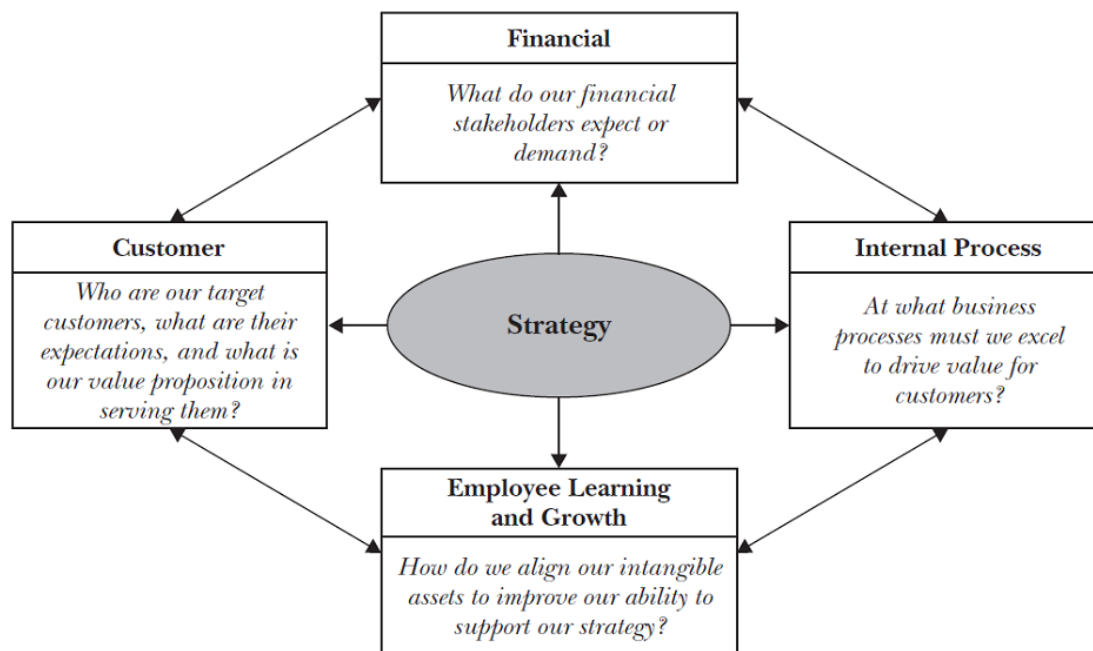 Financial
What do our financial
stakeholders expect or
demand?
Customer
Who are our target
customers, what are their
expectations, and what is
our value proposition in
serving them?
Strategy
Internal Process
At what business
processes must we excel
to drive value for
customers?
Employee Learning
and Growth
How do we align our intangible
assets to improve our ability to
support our strategy?